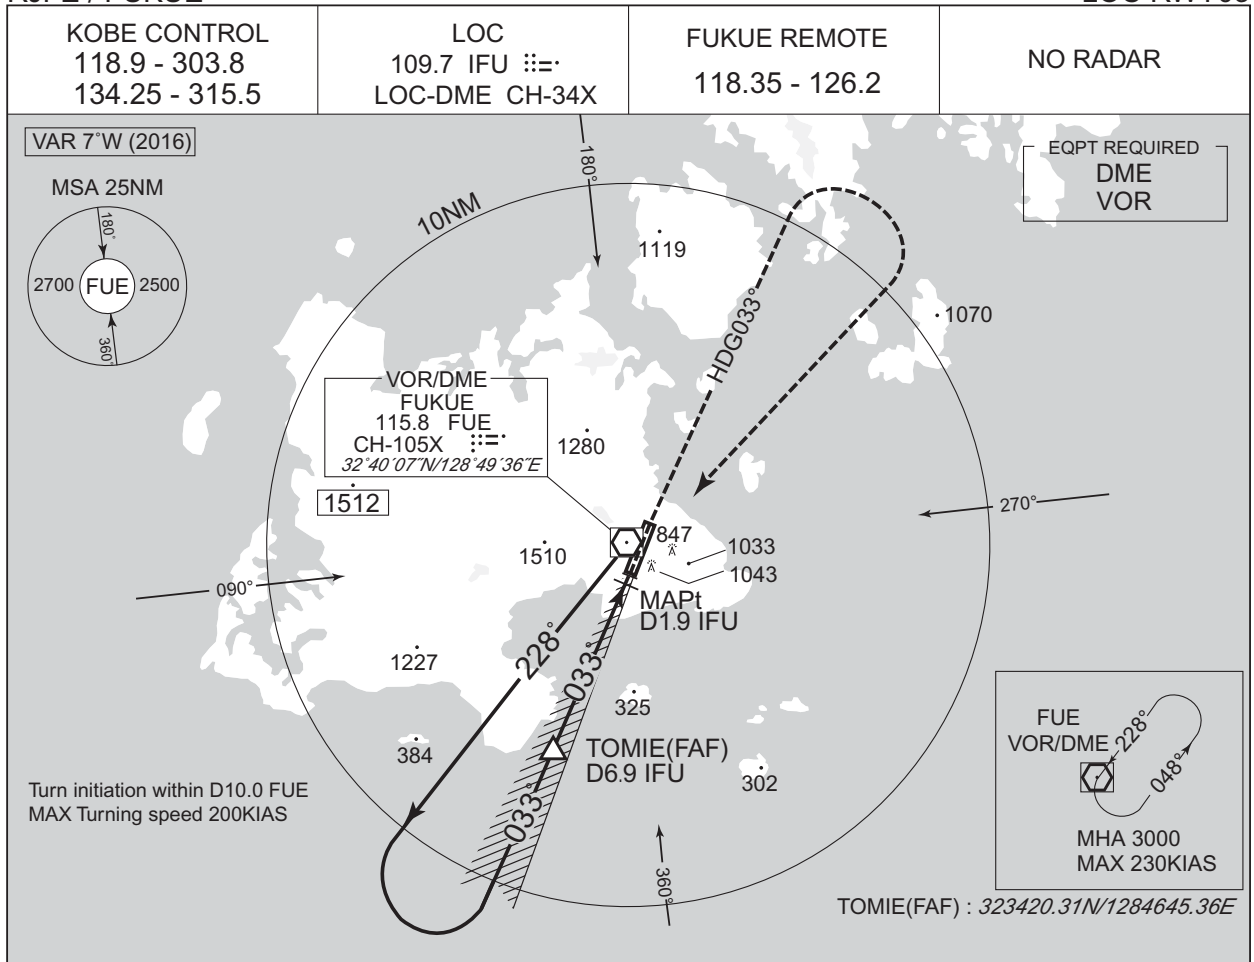 KOBE CONTROL
118.9 - 303.8
134.25 - 315.5
LOC
109.7 IFU
LOC-DME CH-34X
FUKUE REMOTE
118.35 - 126.2
NO RADAR
VAR 7˚W (2016)
MSA 25NM
180˚
2700
FUE
2500
360˚
EQPT REQUIRED
DME
VOR
10NM
180°
1119
1070
HDG033°
VOR/DME
FUKUE
115.8 FUE
CH-105X
32˚40´07˝N/128˚49´36˝E
1280
1512
270°
847
1510
1033
1043
090°
MAPt
D1.9 IFU
228°
033°
1227
325
384
TOMIE(FAF)
D6.9 IFU
302
033°
Turn initiation within D10.0 FUE
MAX Turning speed 200KIAS
360°
FUE
VOR/DME
228°
048°
MHA 3000
MAX 230KIAS
TOMIE(FAF) : 323420.31N/1284645.36E